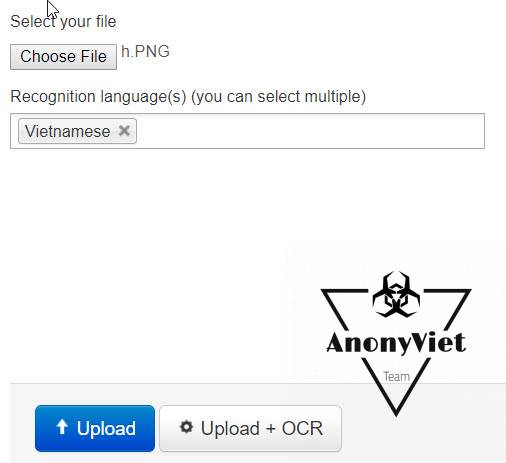 Select your file
Choose File h.PNG
Recognition language(s) (you can select multiple)
Vietnamese
AnonyViet
Team
Upload
Upload + OCR